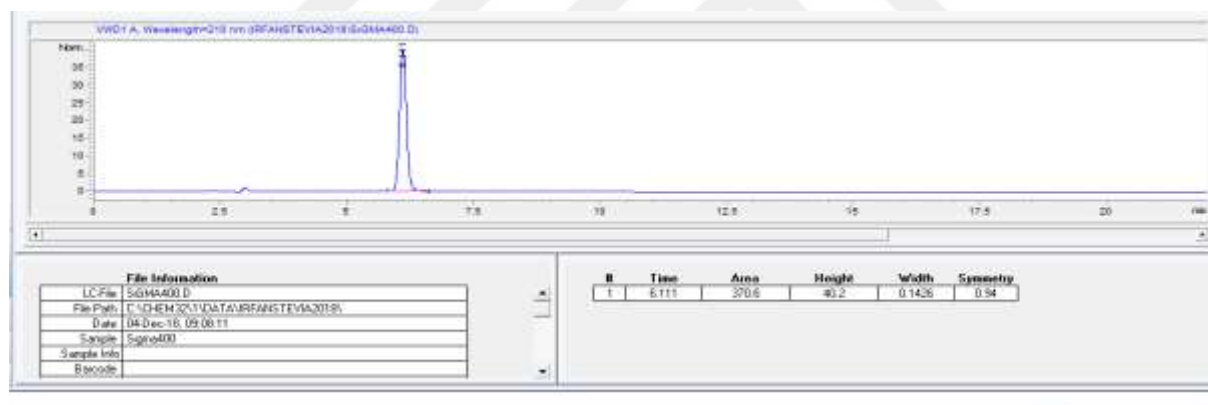 VWD1 A, Wavelength=210 nm (IRFANSTEVIA2018\SiGMA400.D)
Norm.
35
30
25
20
15
10
5
0
0 2.5 5 7.5 10 12.5 15 17.5 20 min
File Information
LC-File SiGMA400.D
File Path C:\CHEM32\1\DATA\IRFANSTEVIA2018\
Date 04-Dec-18, 09:08:11
Sample Sigma400
Sample Info
Barcode
# Time Area Height Width Symmetry
1 6.111 370.6 40.2 0.1426 0.94